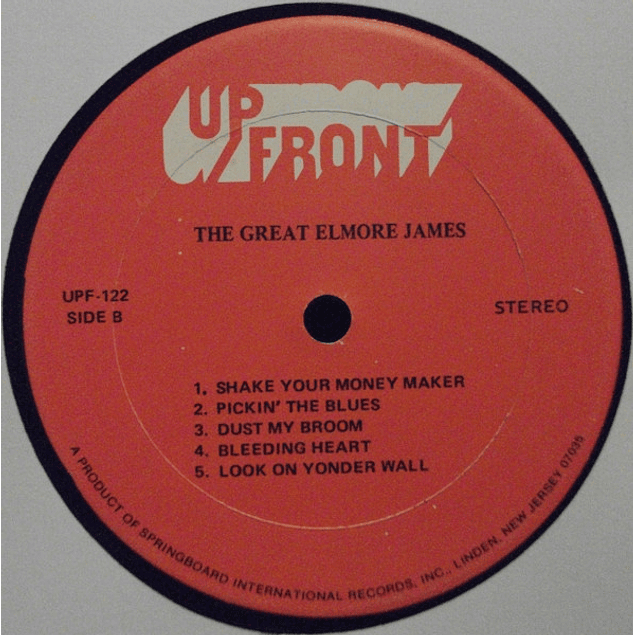 UP
FRONT
THE GREAT ELMORE JAMES
UPF-122
SIDE B
STEREO
1. SHAKE YOUR MONEY MAKER
2. PICKIN' THE BLUES
3. DUST MY BROOM
4. BLEEDING HEART
5. LOOK ON YONDER WALL
A PRODUCT OF SPRINGBOARD INTERNATIONAL RECORDS, INC., LINDEN, NEW JERSEY 07035